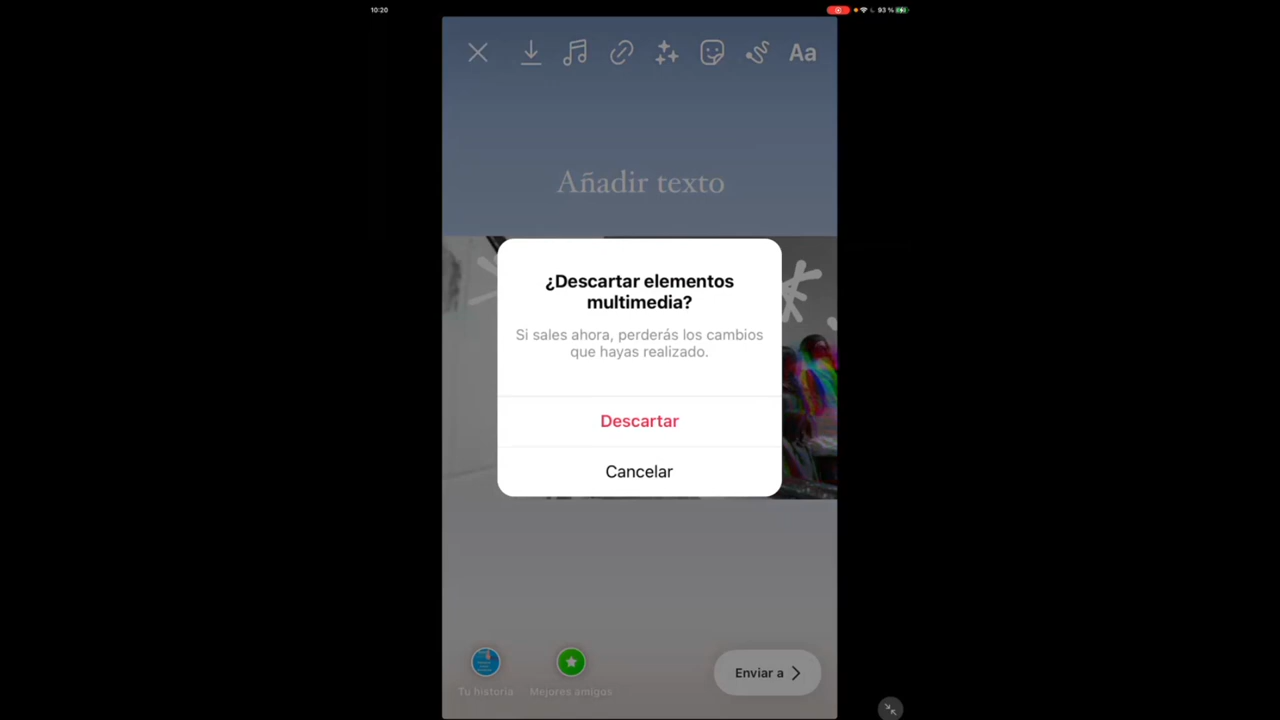 10:20
93 %
Aa
Añadir texto
¿Descartar elementos
multimedia?
Si sales ahora, perderás los cambios
que hayas realizado.
Descartar
Cancelar
Tu historia
Mejores amigos
Enviar a